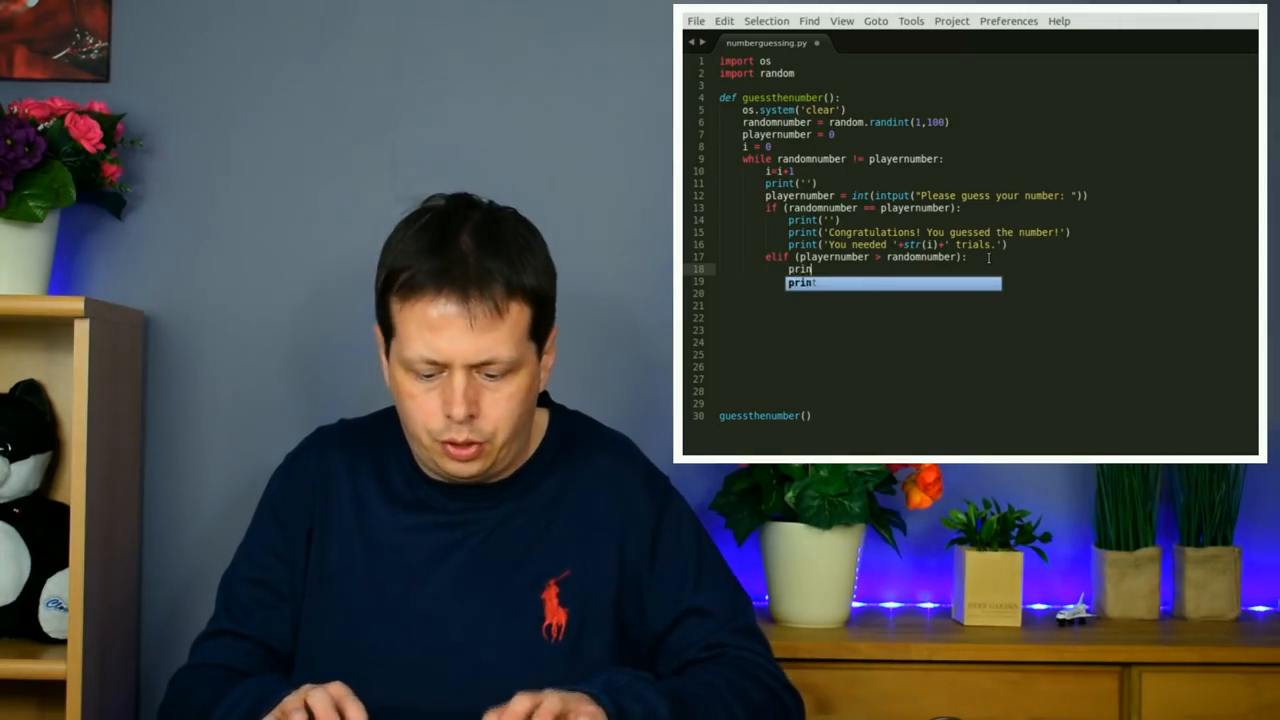 File Edit Selection Find View Goto Tools Project Preferences Help
numberguessing.py
1 import os
2 import random
3
4 def guessthenumber():
5 os.system('clear')
6 randomnumber = random.randint(1,100)
7 playernumber = 0
8 i = 0
9 while randomnumber != playernumber:
10 i=i+1
11 print('')
12 playernumber = int(intput("Please guess your number: "))
13 if (randomnumber == playernumber):
14 print('')
15 print('Congratulations! You guessed the number!')
16 print('You needed '+str(i)+' trials.')
17 elif (playernumber > randomnumber):
18 prin
19 print
20
21
22
23
24
25
26
27
28
29
30 guessthenumber()
HERB GARDEN